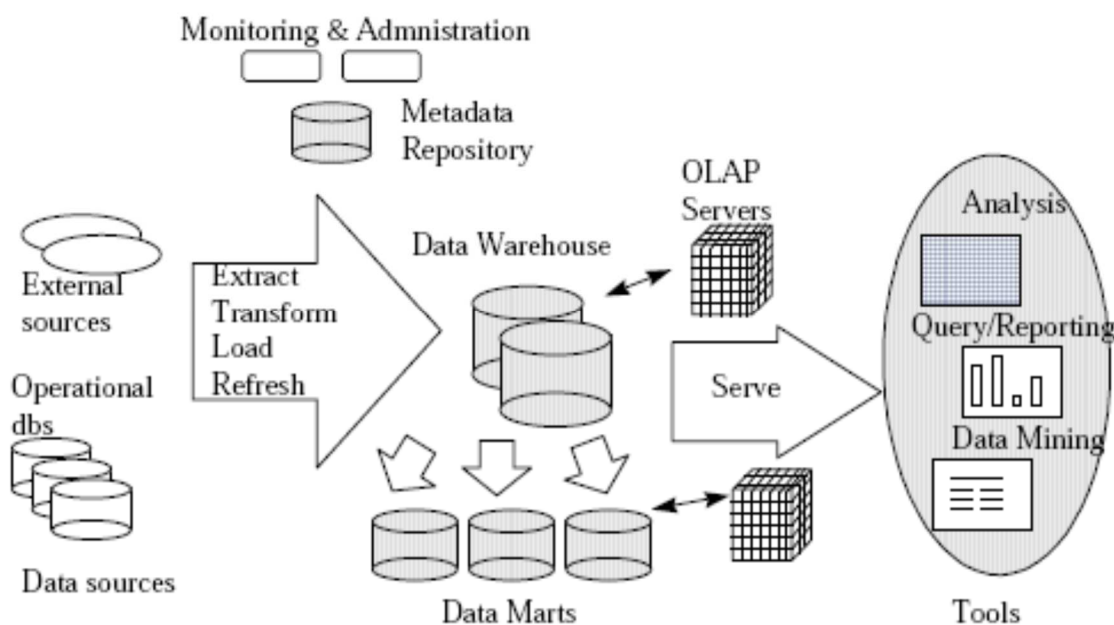 Monitoring & Admnistration
Metadata
Repository
OLAP
Servers
Analysis
Data Warehouse
External
sources
Extract
Transform
Load
Refresh
Query/Reporting
Serve
Operational
dbs
Data Mining
Data sources
Data Marts
Tools